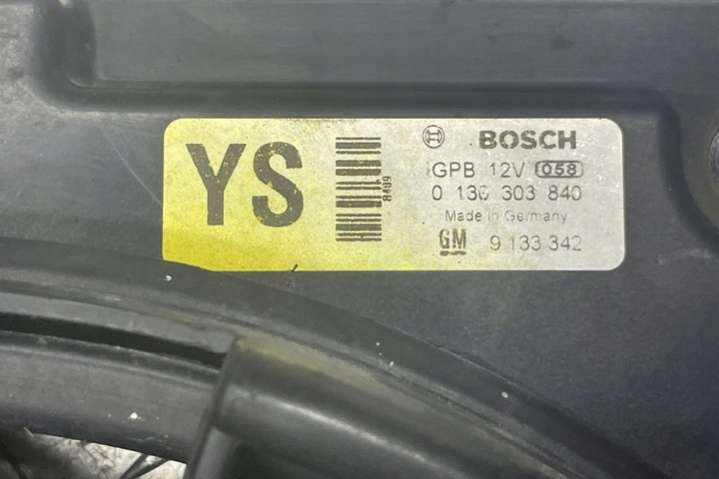 YS
8499
BOSCH
GPB 12V 058
0 130 303 840
Made in Germany
GM 9 133 342